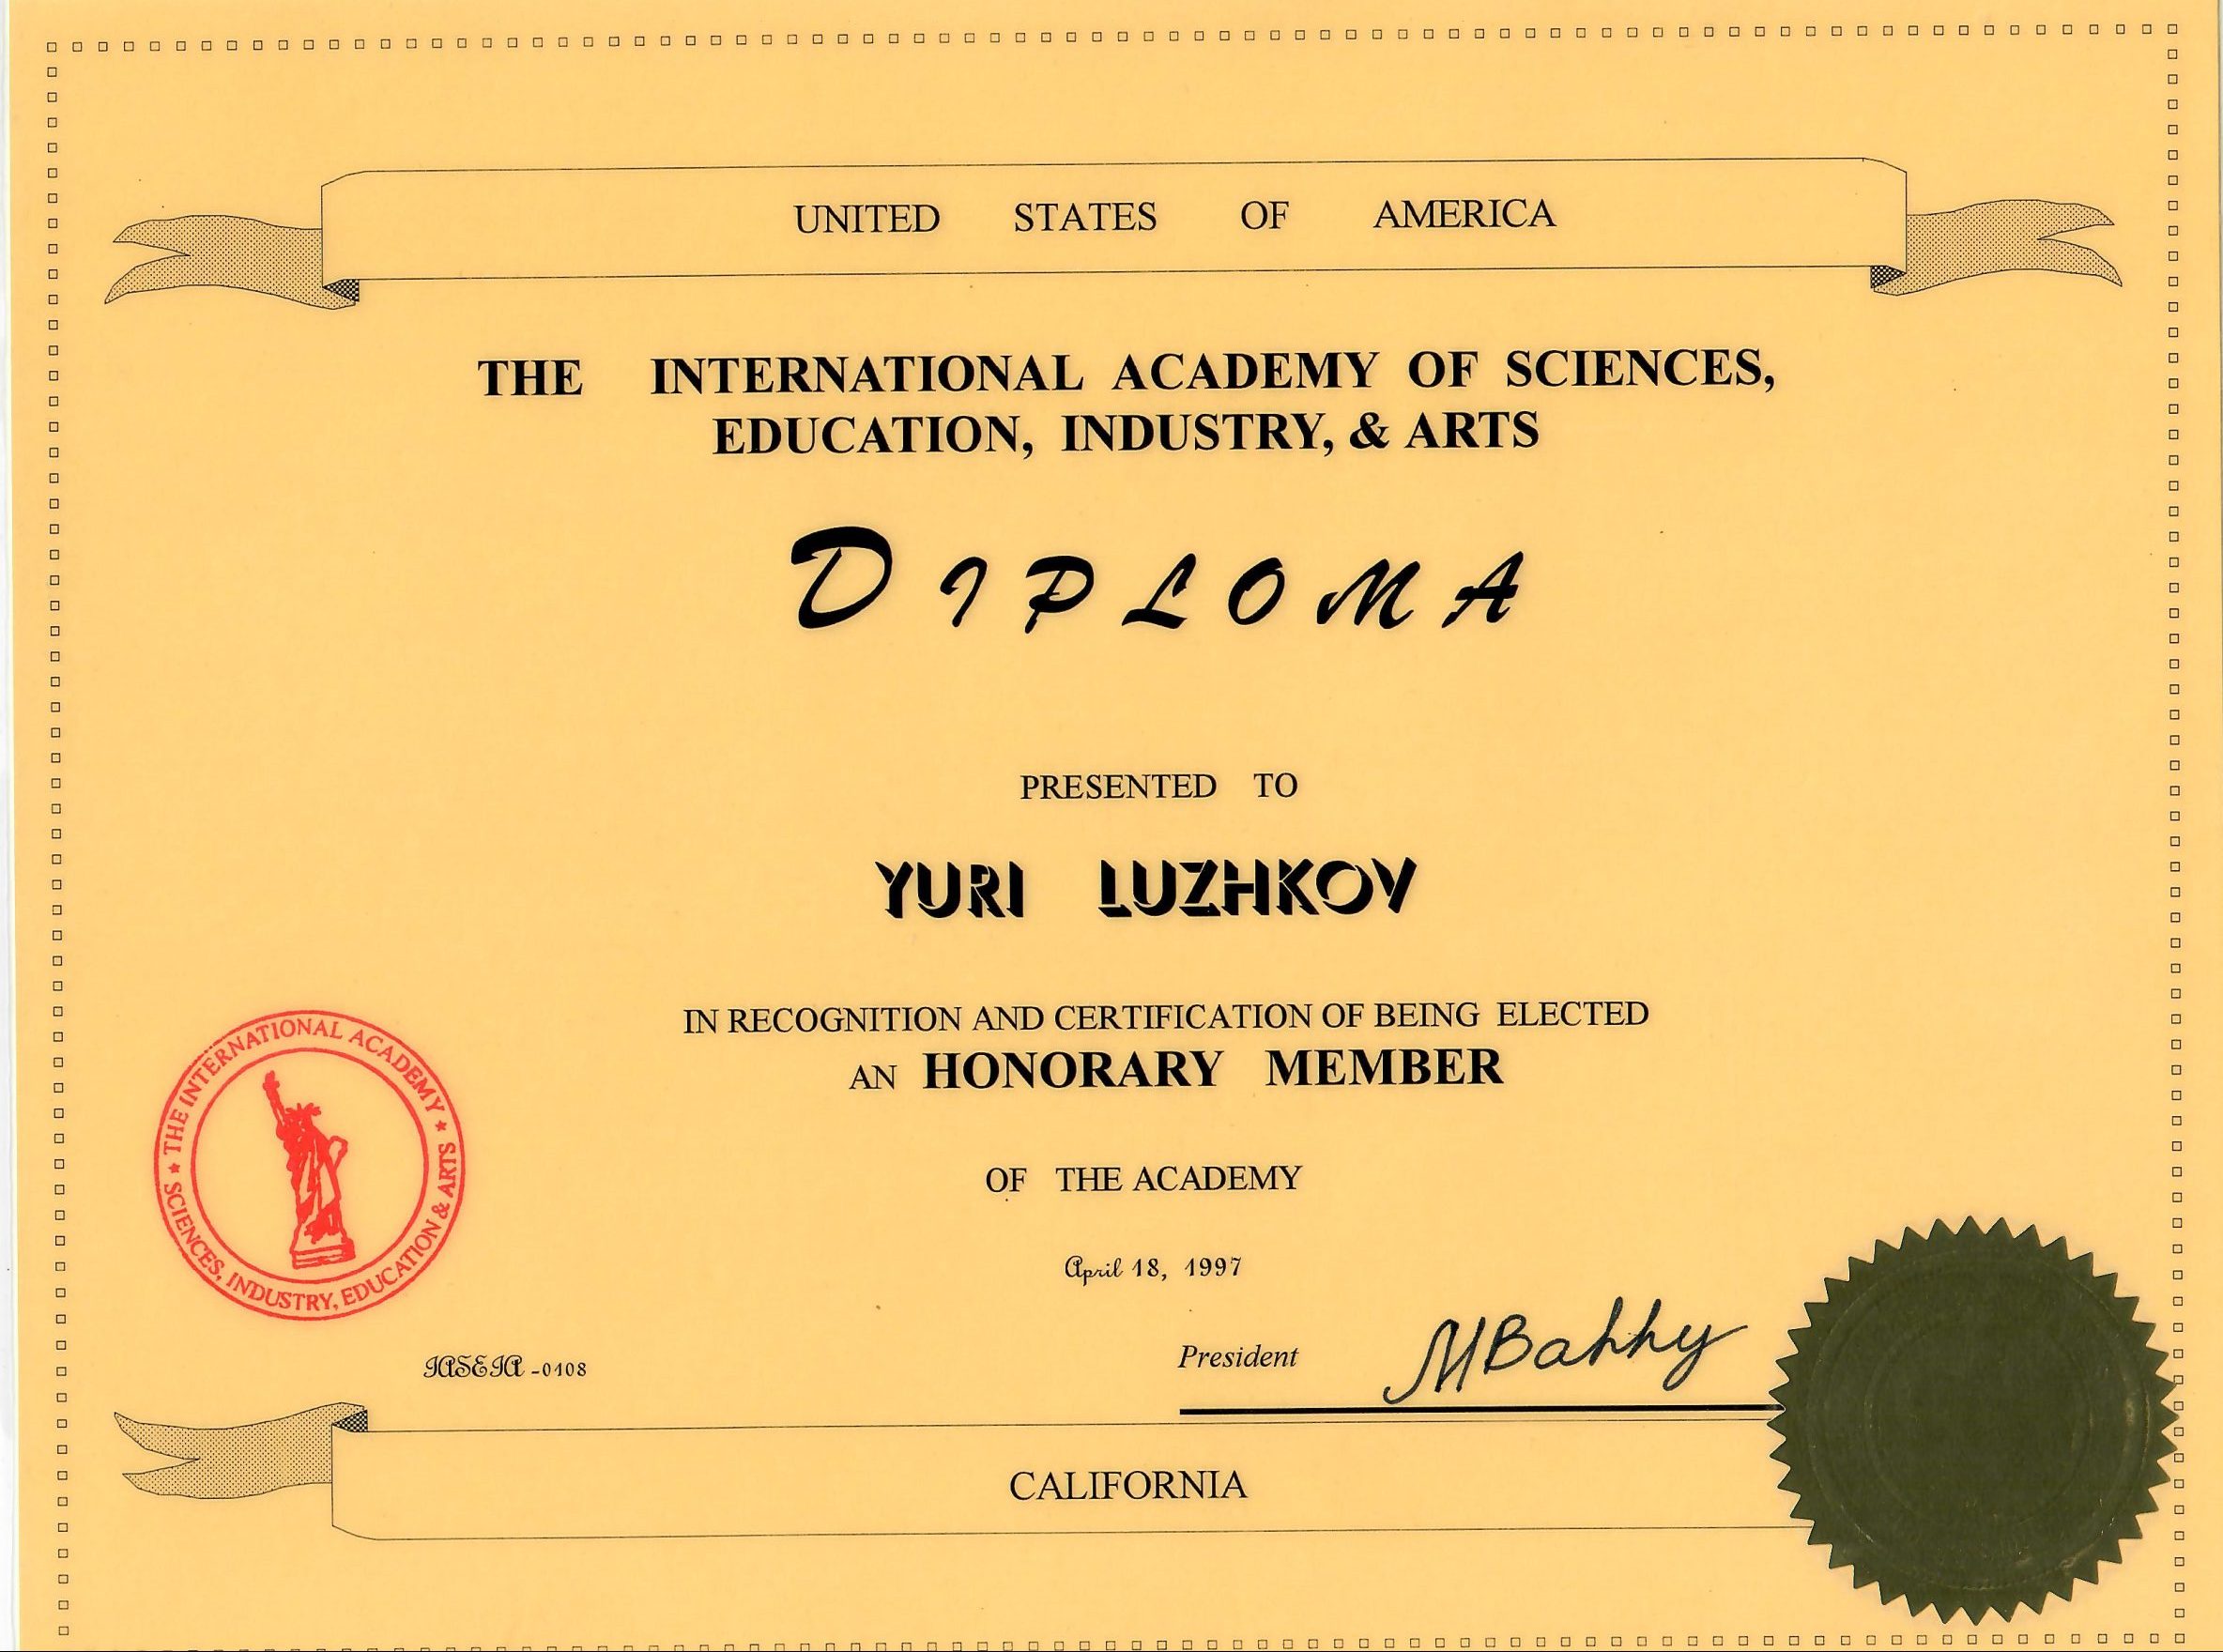 UNITED STATES OF AMERICA
THE INTERNATIONAL ACADEMY OF SCIENCES,
EDUCATION, INDUSTRY, & ARTS
DIPLOMA
PRESENTED TO
YURI LUZHKOV
IN RECOGNITION AND CERTIFICATION OF BEING ELECTED
AN HONORARY MEMBER
OF THE ACADEMY
★ THE INTERNATIONAL ACADEMY ★
SCIENCES, INDUSTRY, EDUCATION & ARTS
April 18, 1997
President
IASEIA -0108
CALIFORNIA